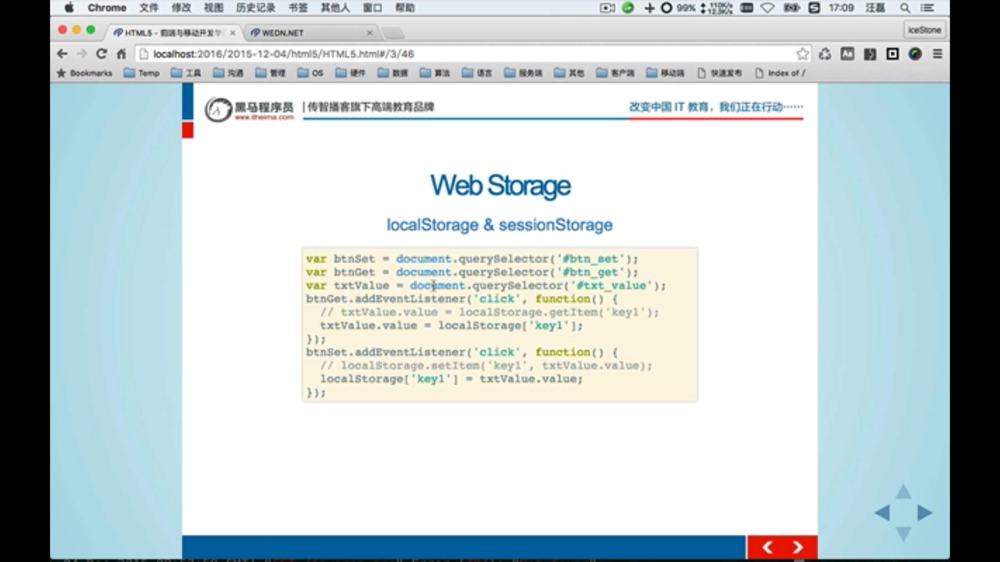 Chrome 文件 修改 视图 历史记录 书签 其他人 窗口 帮助 99% 17:09 汪磊
HTML5 - 前端与移动开发学 WEDN.NET iceStone
localhost:2016/2015-12-04/html5/HTML5.html#/3/46
Bookmarks Temp 工具 沟通 管理 OS 硬件 数据 算法 语言 服务端 其他 客户端 移动端 快速发布 Index of /
黑马程序员 | 传智播客旗下高端教育品牌 改变中国 IT 教育，我们正在行动……
www.itheima.com
Web Storage
localStorage & sessionStorage
var btnSet = document.querySelector('#btn_set');
var btnGet = document.querySelector('#btn_get');
var txtValue = document.querySelector('#txt_value');
btnGet.addEventListener('click', function() {
// txtValue.value = localStorage.getItem('key1');
txtValue.value = localStorage['key1'];
});
btnSet.addEventListener('click', function() {
// localStorage.setItem('key1', txtValue.value);
localStorage['key1'] = txtValue.value;
});